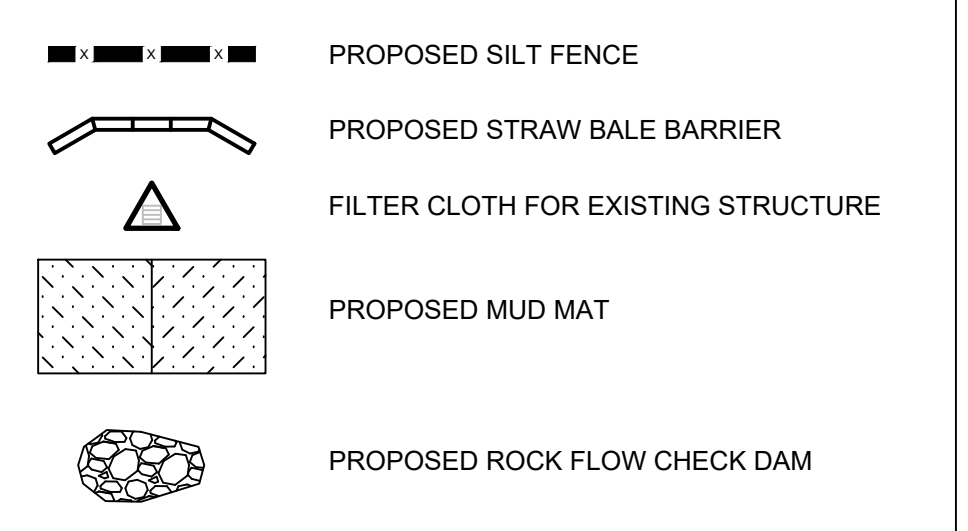 x x x PROPOSED SILT FENCE
PROPOSED STRAW BALE BARRIER
FILTER CLOTH FOR EXISTING STRUCTURE
PROPOSED MUD MAT
PROPOSED ROCK FLOW CHECK DAM